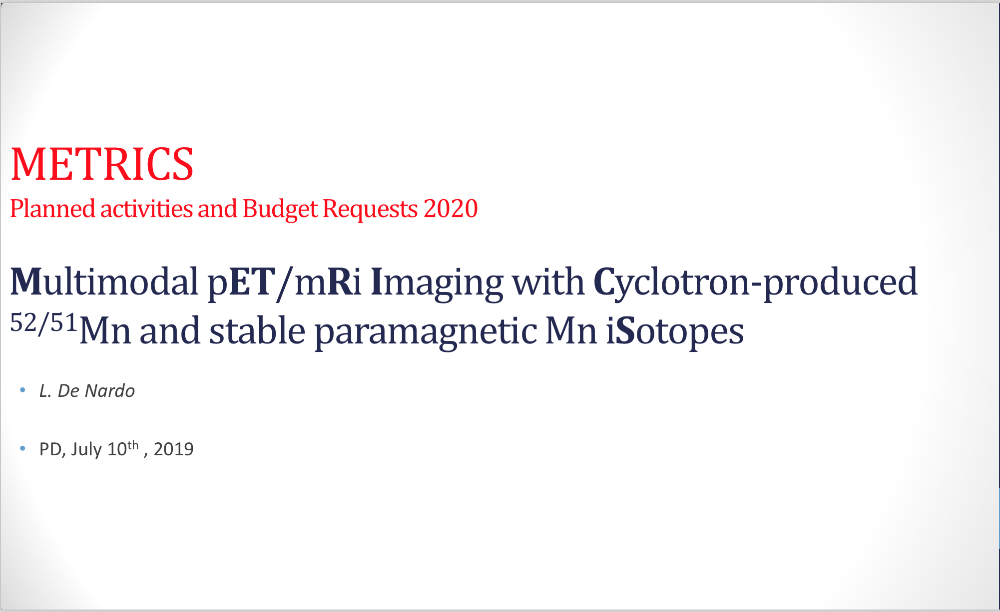 METRICS
Planned activities and Budget Requests 2020
Multimodal pET/mRi Imaging with Cyclotron-produced
52/51Mn and stable paramagnetic Mn iSotopes
• L. De Nardo
• PD, July 10th , 2019